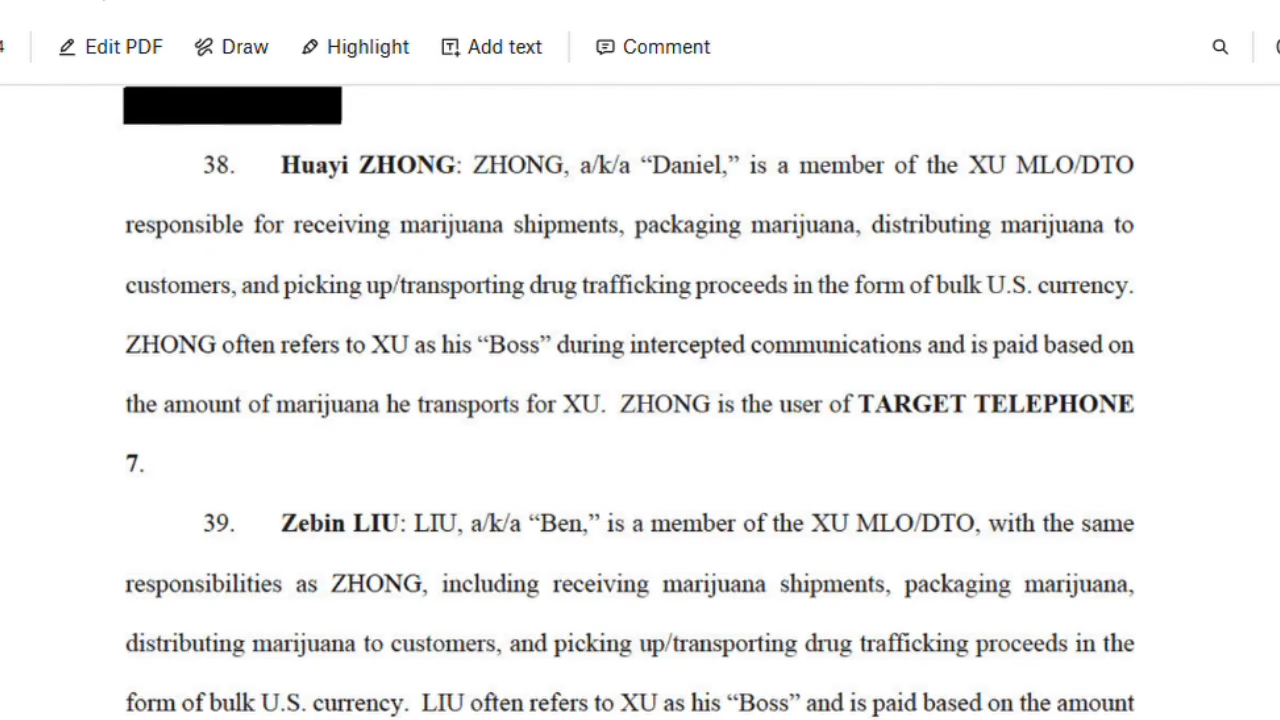 4 Edit PDF Draw Highlight Add text Comment
38. Huayi ZHONG: ZHONG, a/k/a “Daniel,” is a member of the XU MLO/DTO
responsible for receiving marijuana shipments, packaging marijuana, distributing marijuana to
customers, and picking up/transporting drug trafficking proceeds in the form of bulk U.S. currency.
ZHONG often refers to XU as his “Boss” during intercepted communications and is paid based on
the amount of marijuana he transports for XU. ZHONG is the user of TARGET TELEPHONE
7.
39. Zebin LIU: LIU, a/k/a “Ben,” is a member of the XU MLO/DTO, with the same
responsibilities as ZHONG, including receiving marijuana shipments, packaging marijuana,
distributing marijuana to customers, and picking up/transporting drug trafficking proceeds in the
form of bulk U.S. currency. LIU often refers to XU as his “Boss” and is paid based on the amount